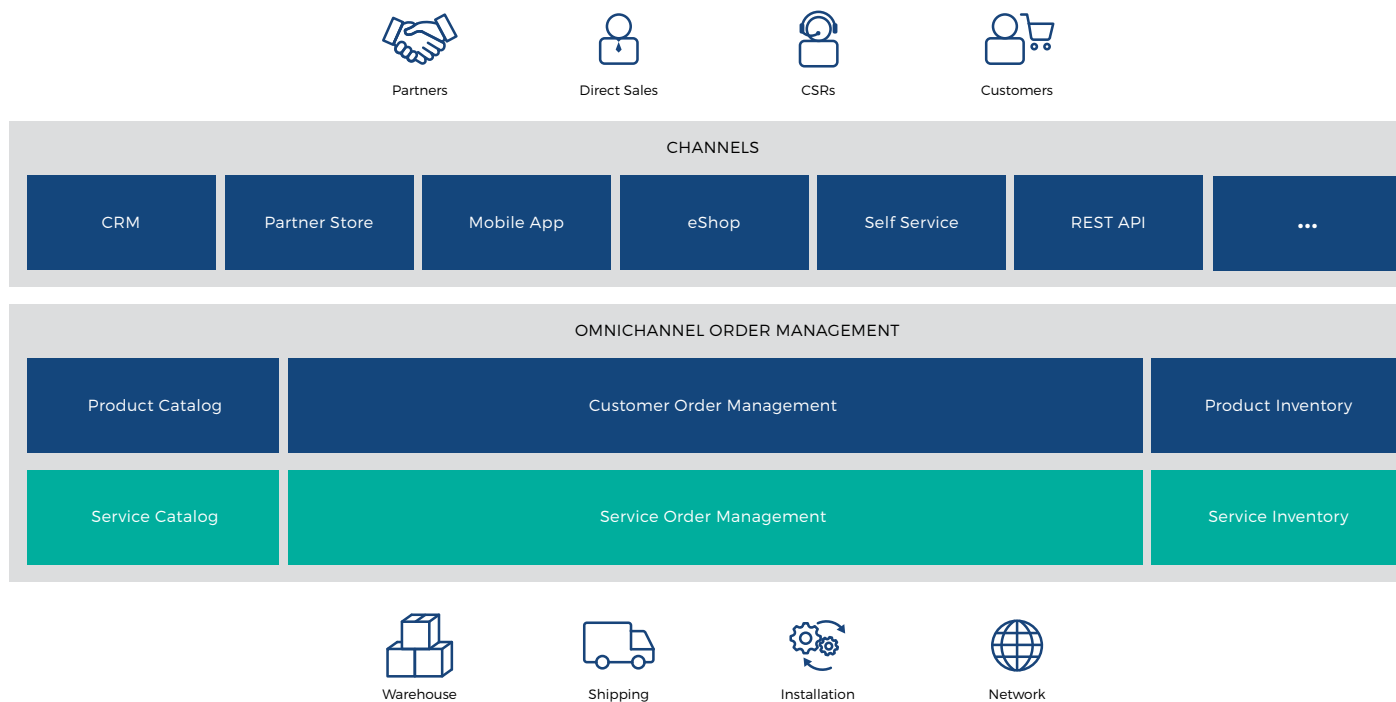 Partners
Direct Sales
CSRs
Customers
CHANNELS
CRM
Partner Store
Mobile App
eShop
Self Service
REST API
...
OMNICHANNEL ORDER MANAGEMENT
Product Catalog
Customer Order Management
Product Inventory
Service Catalog
Service Order Management
Service Inventory
Warehouse
Shipping
Installation
Network